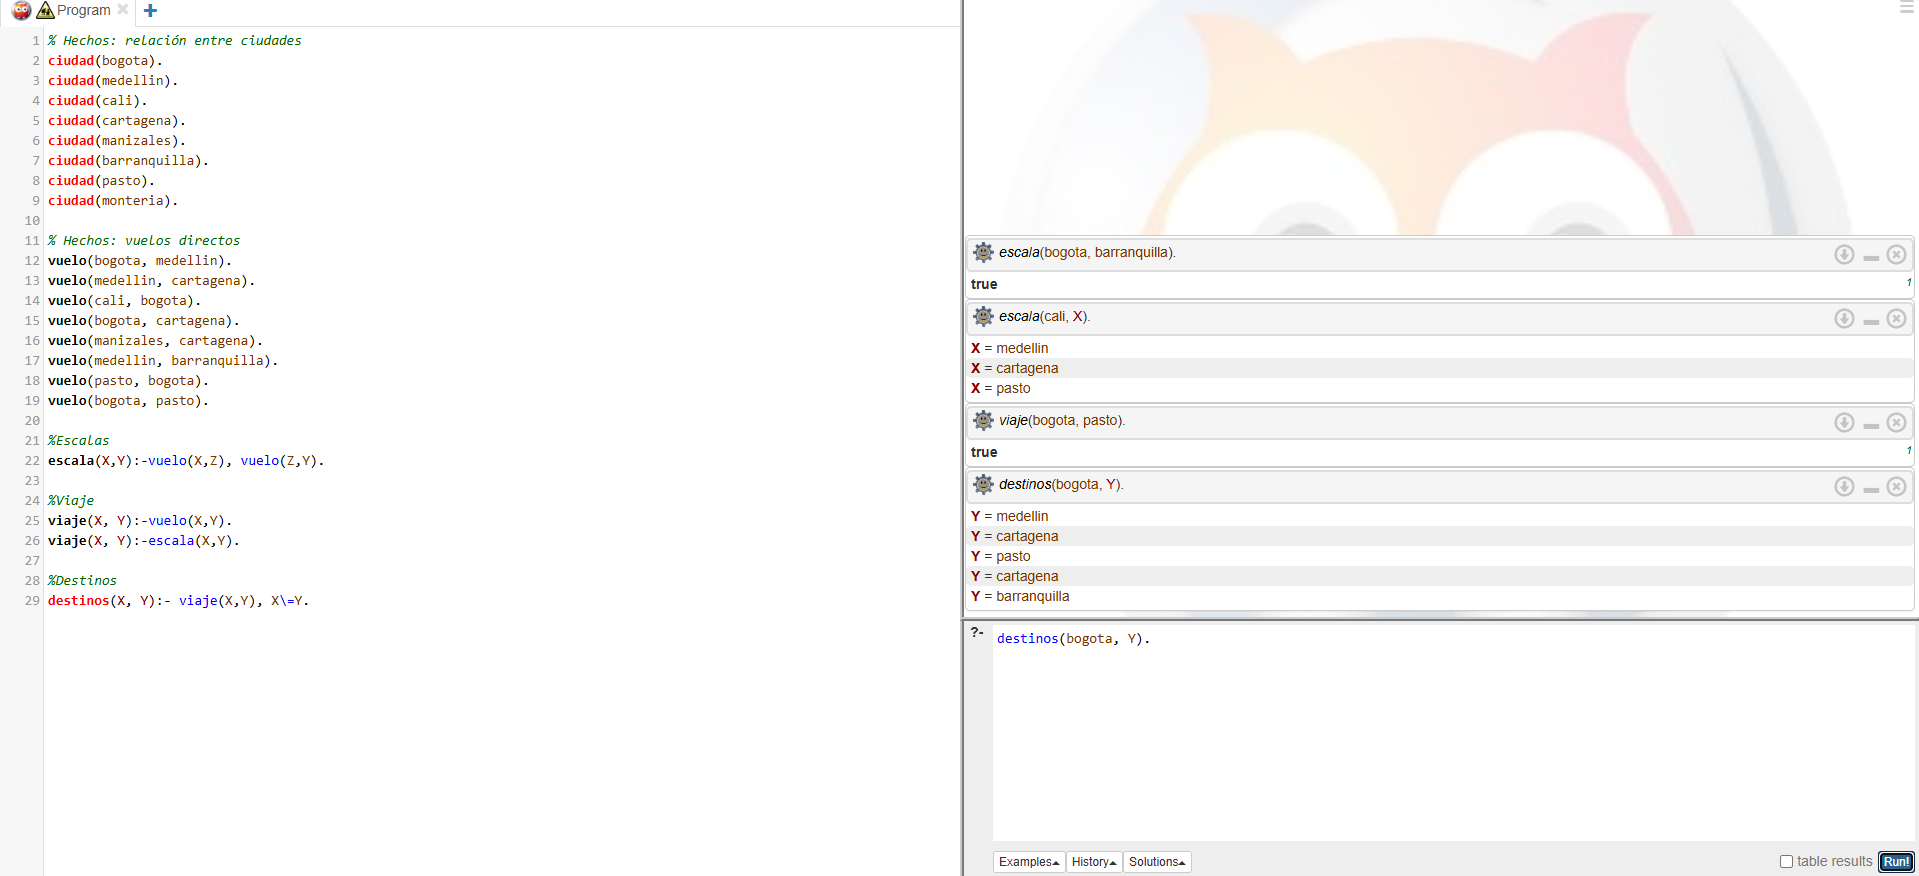 Program
1 % Hechos: relación entre ciudades
2 ciudad(bogota).
3 ciudad(medellin).
4 ciudad(cali).
5 ciudad(cartagena).
6 ciudad(manizales).
7 ciudad(barranquilla).
8 ciudad(pasto).
9 ciudad(monteria).
10
11 % Hechos: vuelos directos
12 vuelo(bogota, medellin).
13 vuelo(medellin, cartagena).
14 vuelo(cali, bogota).
15 vuelo(bogota, cartagena).
16 vuelo(manizales, cartagena).
17 vuelo(medellin, barranquilla).
18 vuelo(pasto, bogota).
19 vuelo(bogota, pasto).
20
21 %Escalas
22 escala(X,Y):-vuelo(X,Z), vuelo(Z,Y).
23
24 %Viaje
25 viaje(X, Y):-vuelo(X,Y).
26 viaje(X, Y):-escala(X,Y).
27
28 %Destinos
29 destinos(X, Y):- viaje(X,Y), X\=Y.
escala(bogota, barranquilla).
true 1
escala(cali, X).
X = medellin
X = cartagena
X = pasto
viaje(bogota, pasto).
true 1
destinos(bogota, Y).
Y = medellin
Y = cartagena
Y = pasto
Y = cartagena
Y = barranquilla
?- destinos(bogota, Y).
Examples History Solutions table results Run!